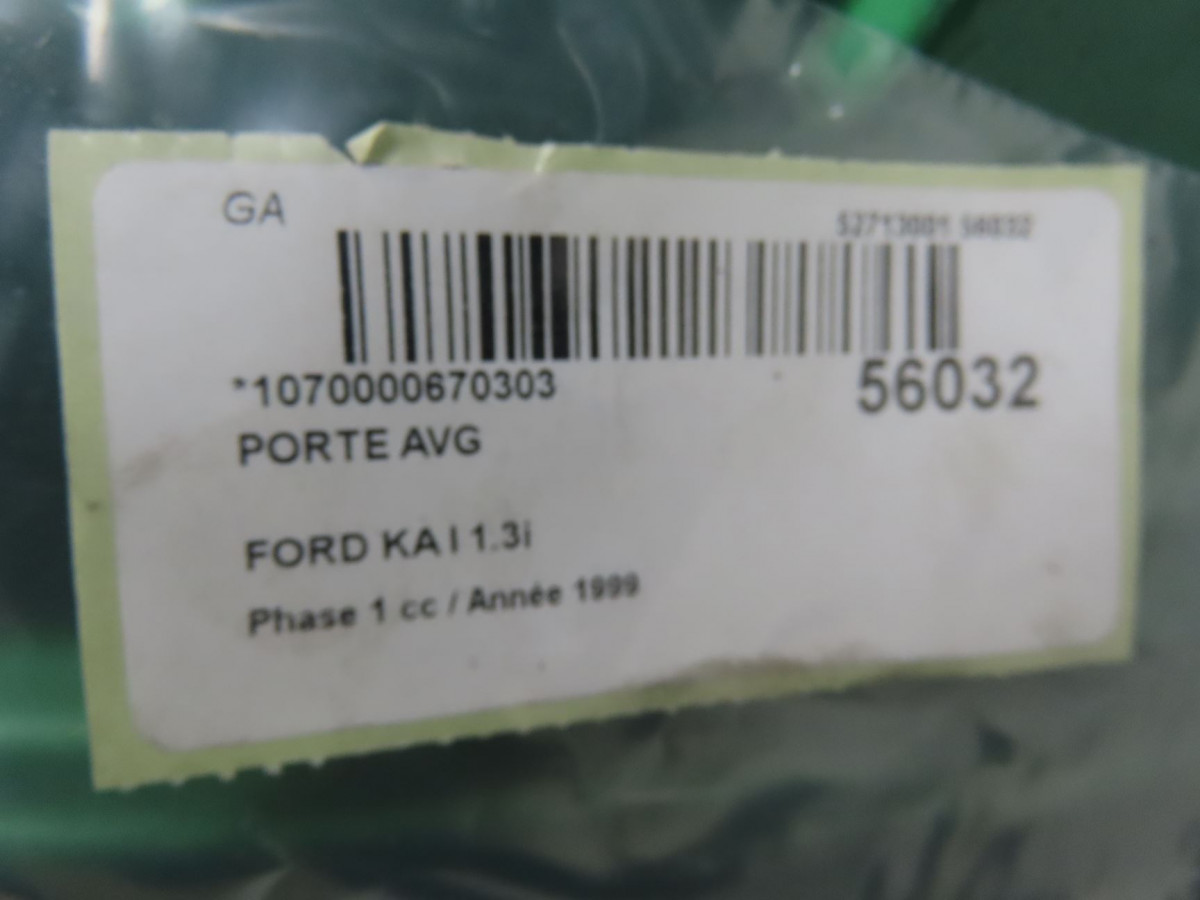 GA
*1070000670303
56032
PORTE AVG
FORD KA I 1.3i
Phase 1 cc / Année 1999